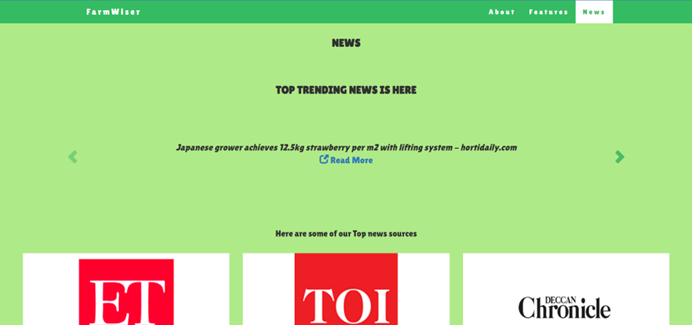 FarmWiser
About Features News
NEWS
TOP TRENDING NEWS IS HERE
Japanese grower achieves 12.5kg strawberry per m2 with lifting system – hortidaily.com
Read More
Here are some of our Top news sources
ET
TOI
DECCAN
Chronicle